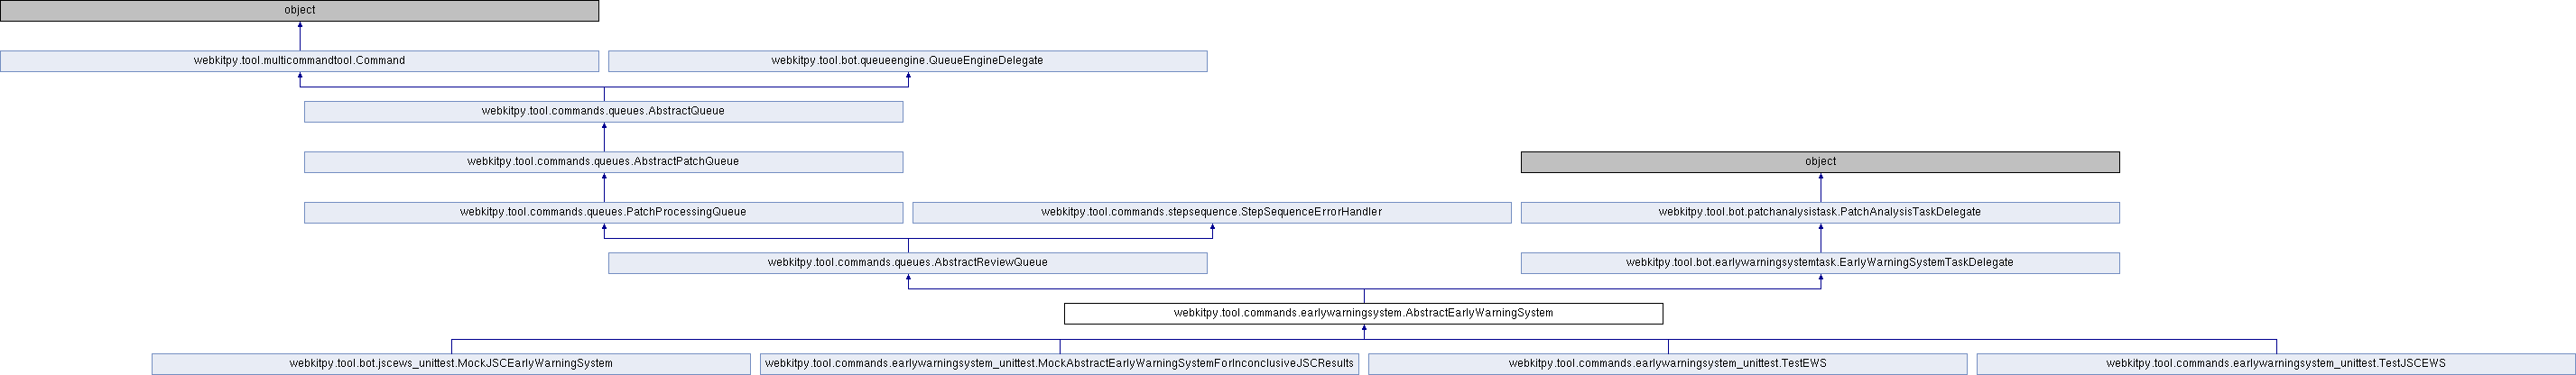 object
webkitpy.tool.multicommandtool.Command
webkitpy.tool.bot.queueengine.QueueEngineDelegate
webkitpy.tool.commands.queues.AbstractQueue
webkitpy.tool.commands.queues.AbstractPatchQueue
object
webkitpy.tool.commands.queues.PatchProcessingQueue
webkitpy.tool.commands.stepsequence.StepSequenceErrorHandler
webkitpy.tool.bot.patchanalysistask.PatchAnalysisTaskDelegate
webkitpy.tool.commands.queues.AbstractReviewQueue
webkitpy.tool.bot.earlywarningsystemtask.EarlyWarningSystemTaskDelegate
webkitpy.tool.commands.earlywarningsystem.AbstractEarlyWarningSystem
webkitpy.tool.bot.jscews_unittest.MockJSCEarlyWarningSystem
webkitpy.tool.commands.earlywarningsystem_unittest.MockAbstractEarlyWarningSystemForInconclusiveJSCResults
webkitpy.tool.commands.earlywarningsystem_unittest.TestEWS
webkitpy.tool.commands.earlywarningsystem_unittest.TestJSCEWS